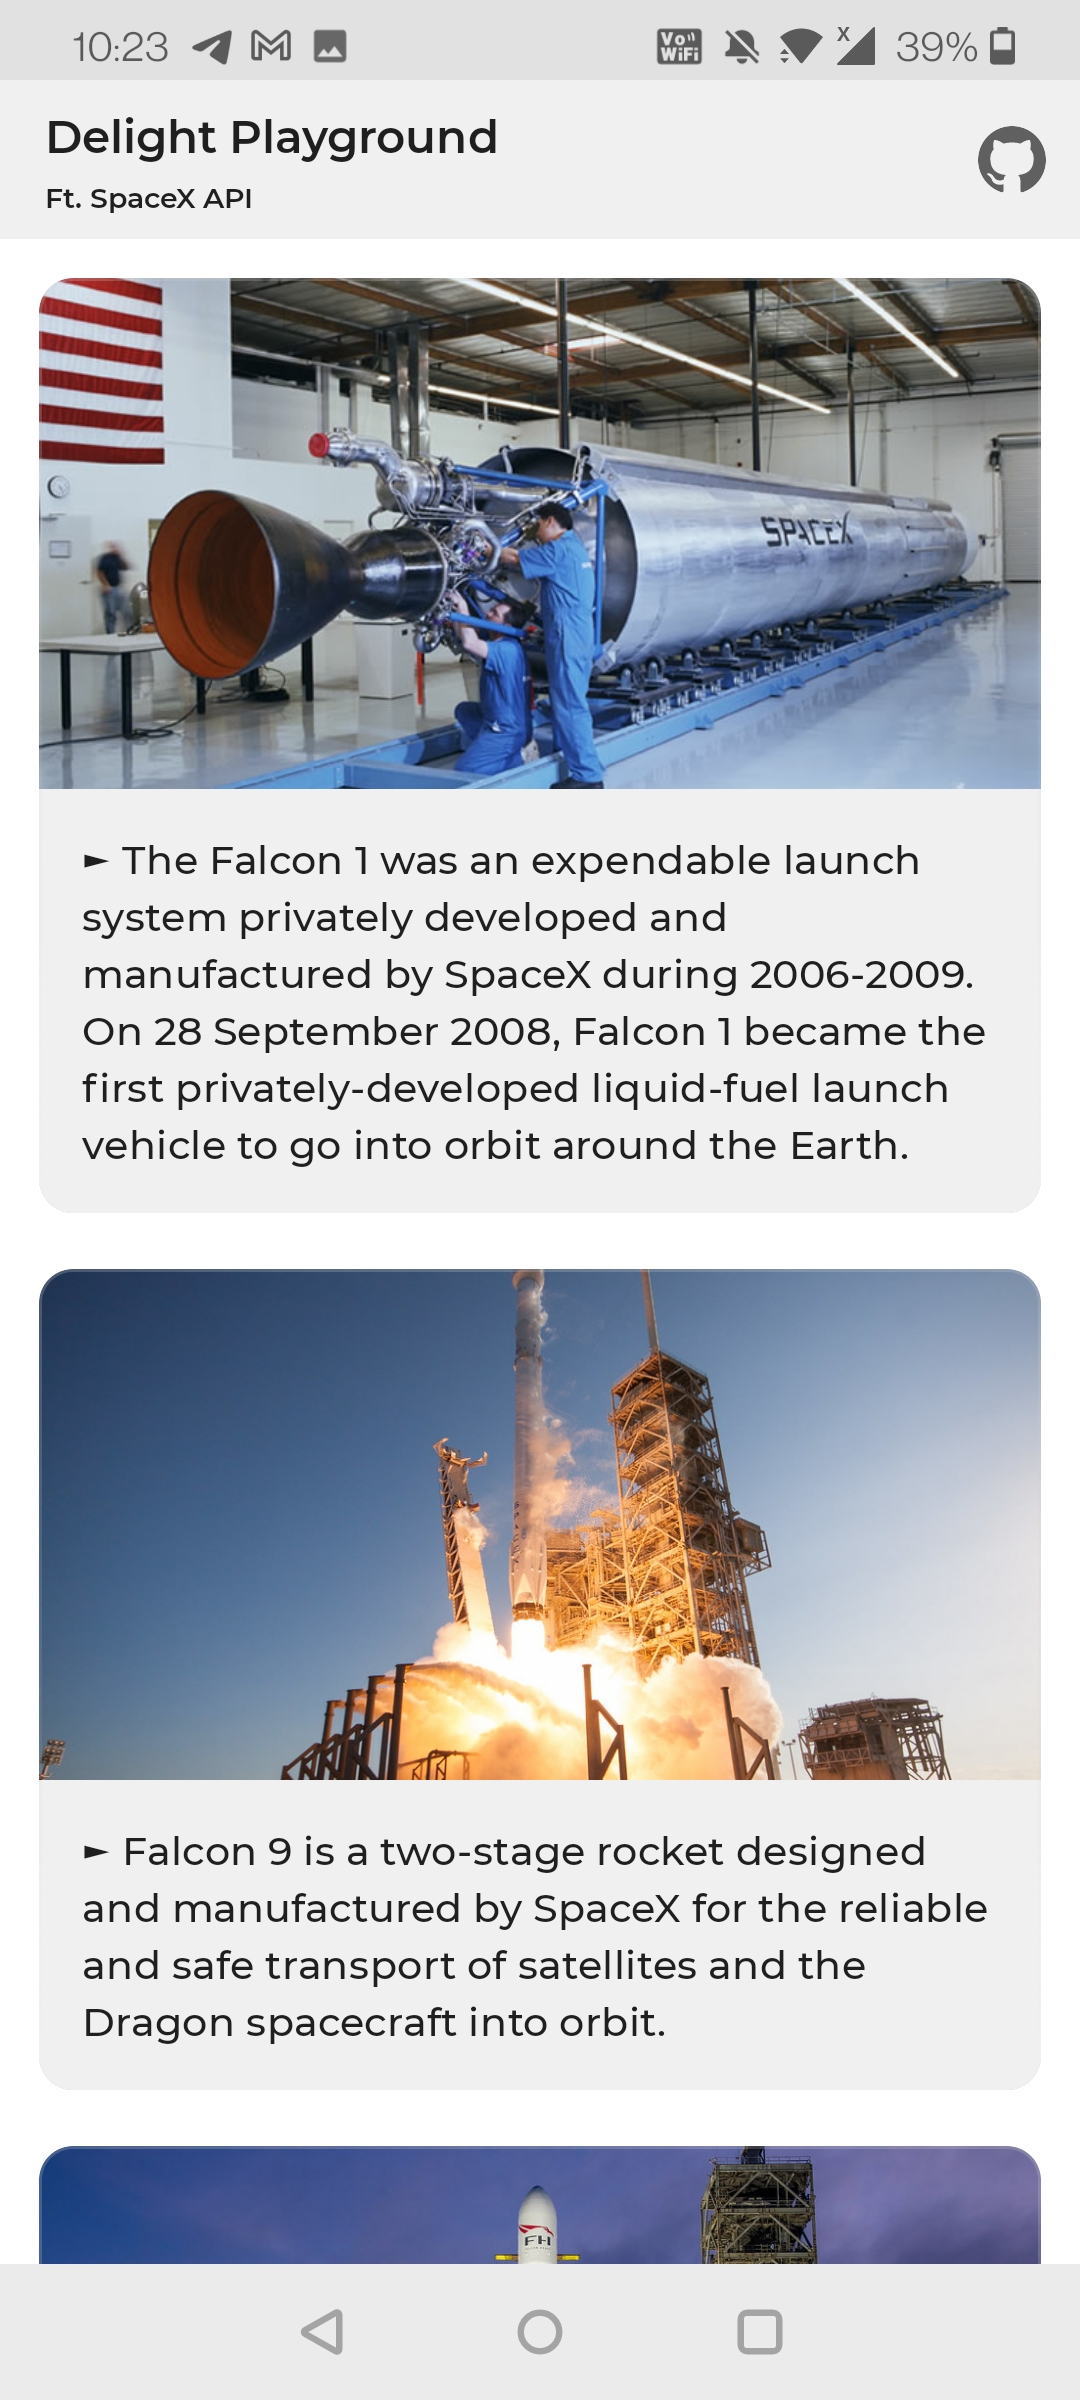 10:23
Vo WiFi
X
39%
Delight Playground
Ft. SpaceX API
SPACEX
► The Falcon 1 was an expendable launch
system privately developed and
manufactured by SpaceX during 2006-2009.
On 28 September 2008, Falcon 1 became the
first privately-developed liquid-fuel launch
vehicle to go into orbit around the Earth.
► Falcon 9 is a two-stage rocket designed
and manufactured by SpaceX for the reliable
and safe transport of satellites and the
Dragon spacecraft into orbit.
FH